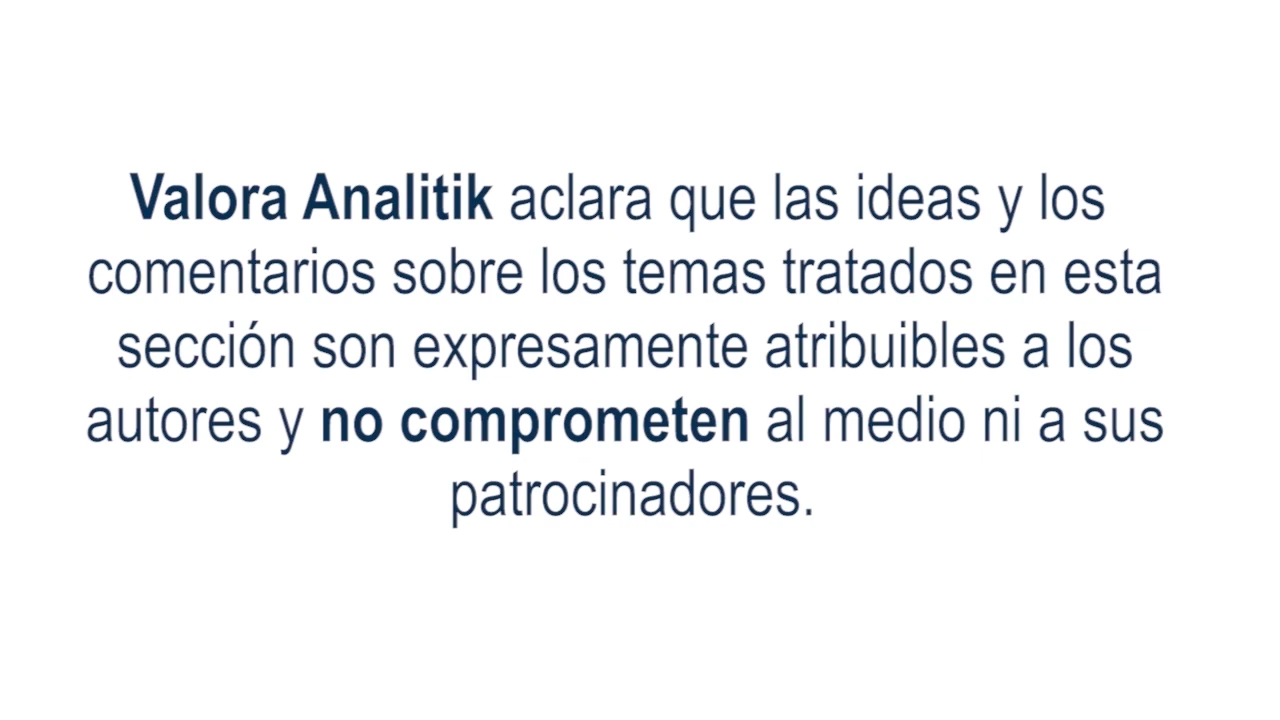 Valora Analitik aclara que las ideas y los
comentarios sobre los temas tratados en esta
sección son expresamente atribuibles a los
autores y no comprometen al medio ni a sus
patrocinadores.